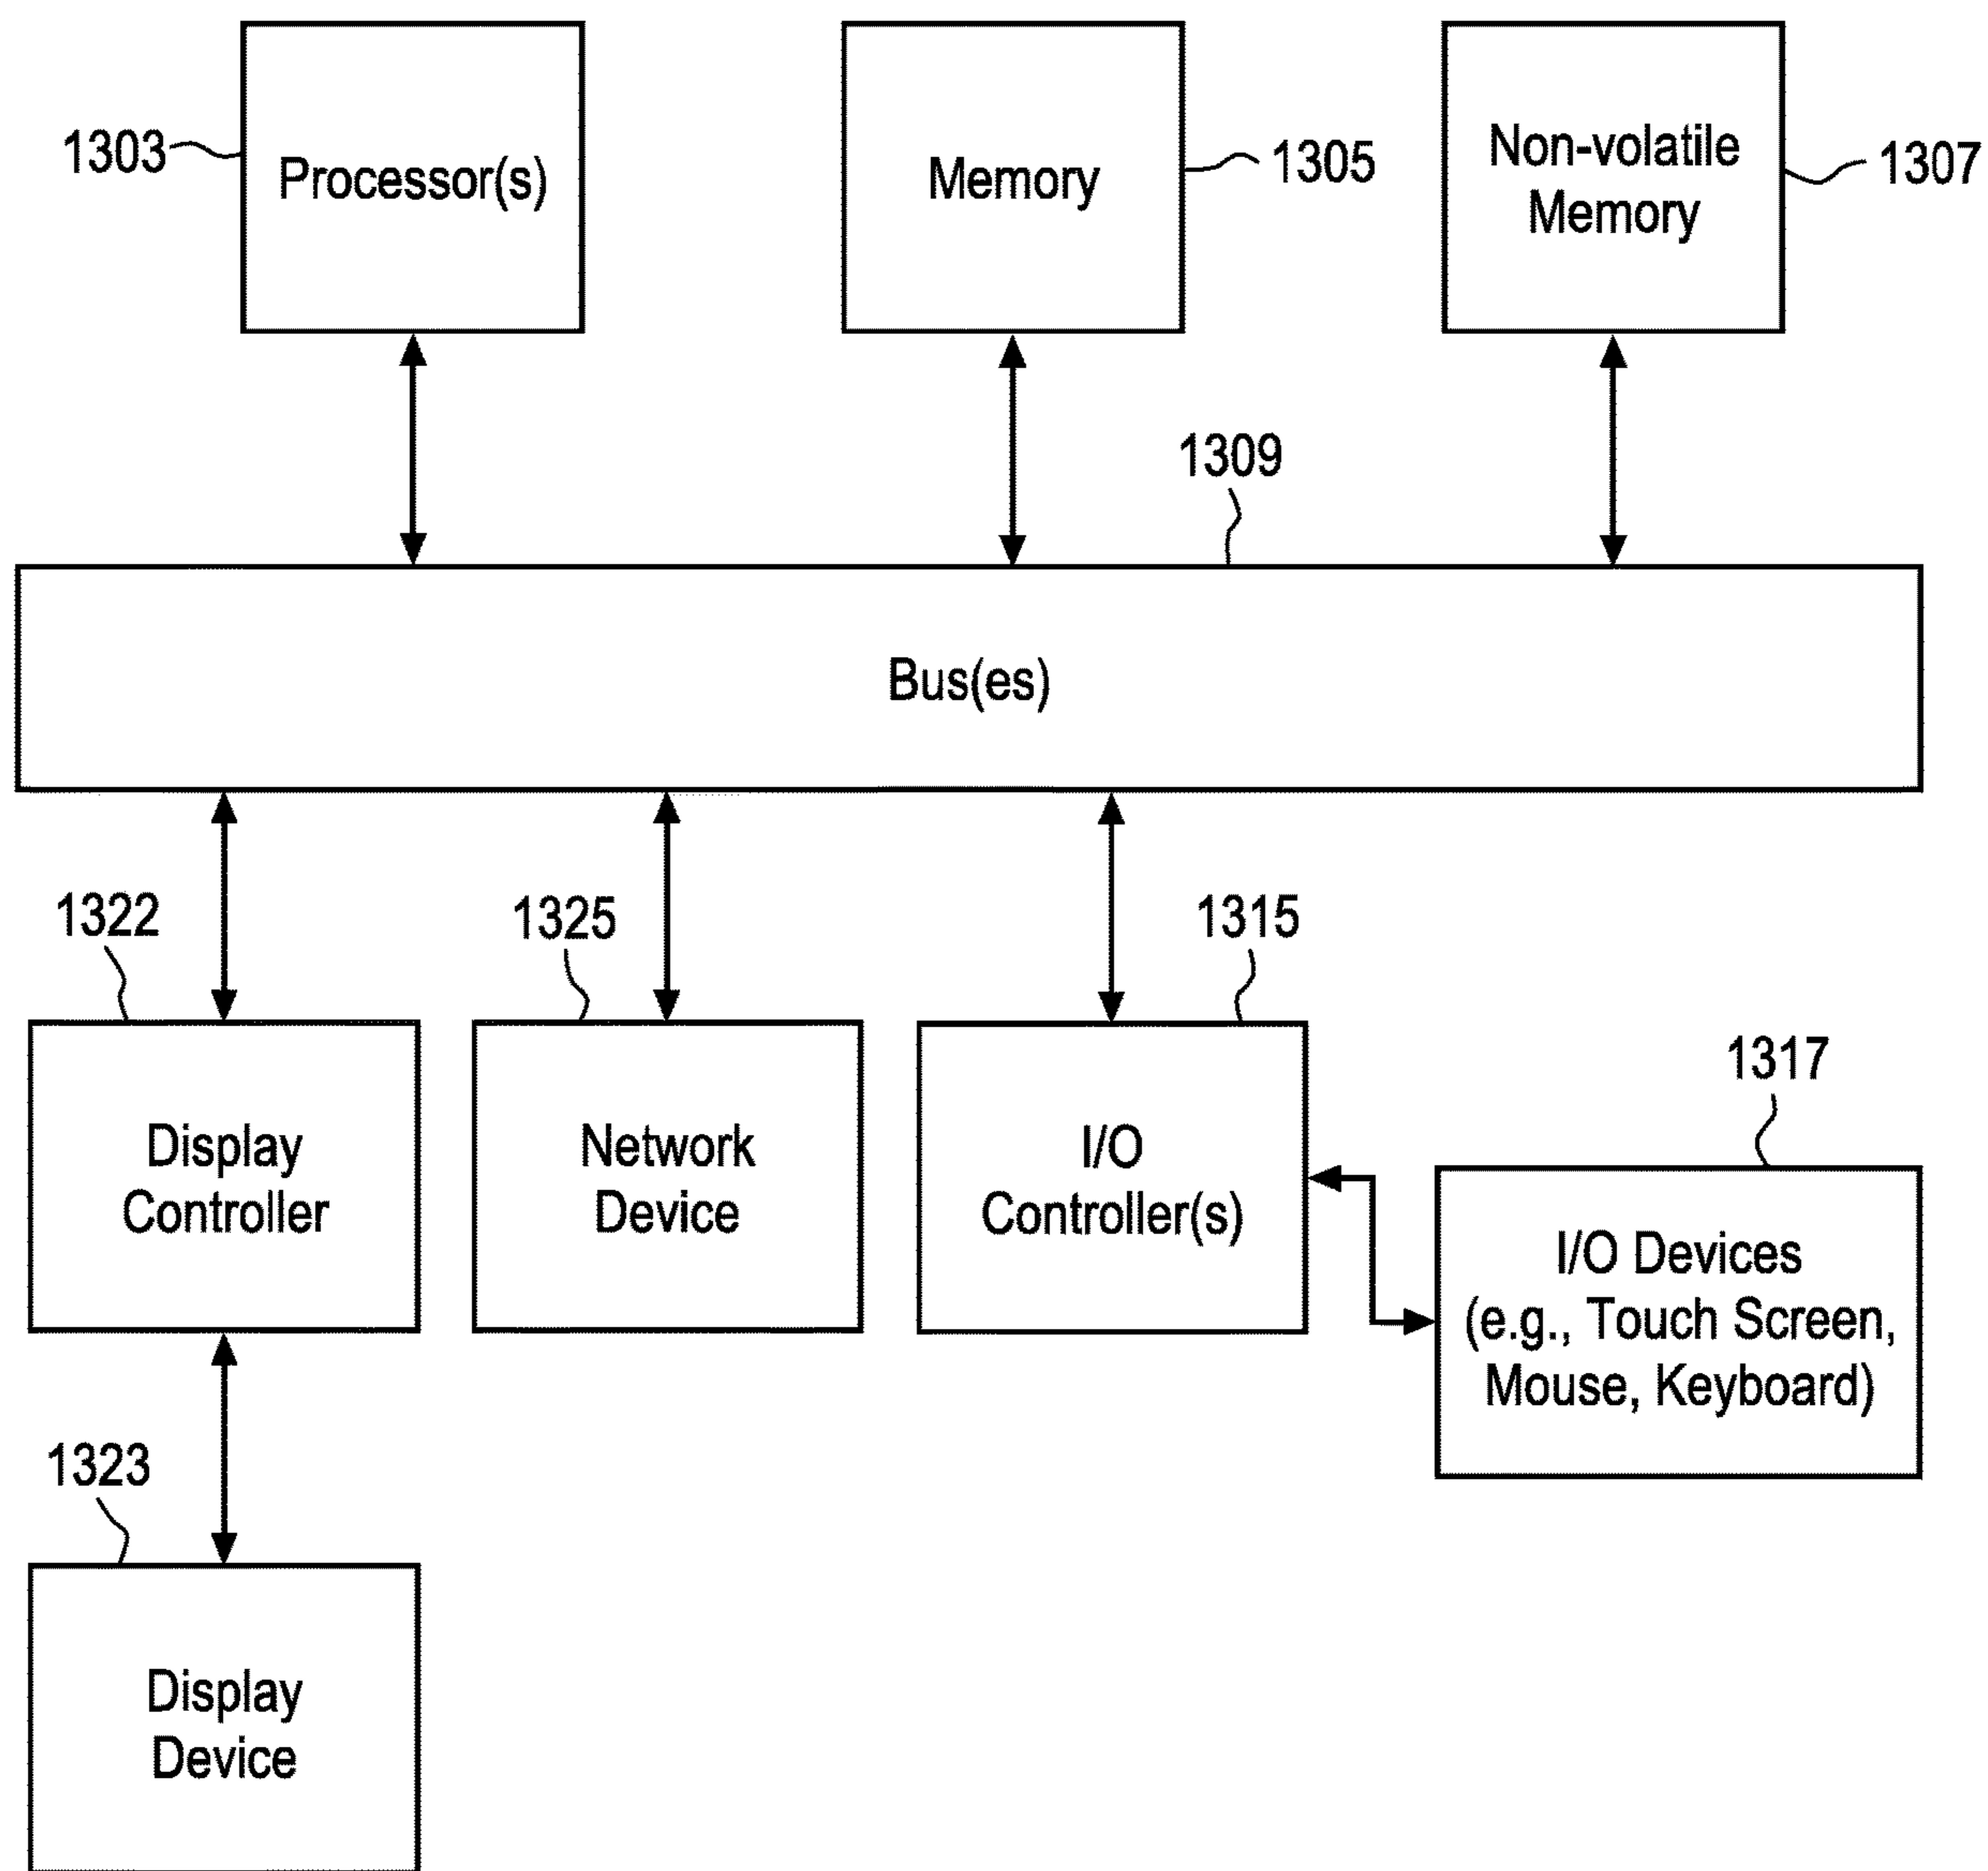 1303
Processor(s)
Memory
1305
Non-volatile
Memory
1307
1309
Bus(es)
1322
1325
1315
Display
Controller
Network
Device
I/O
Controller(s)
1317
I/O Devices
(e.g., Touch Screen,
Mouse, Keyboard)
1323
Display
Device